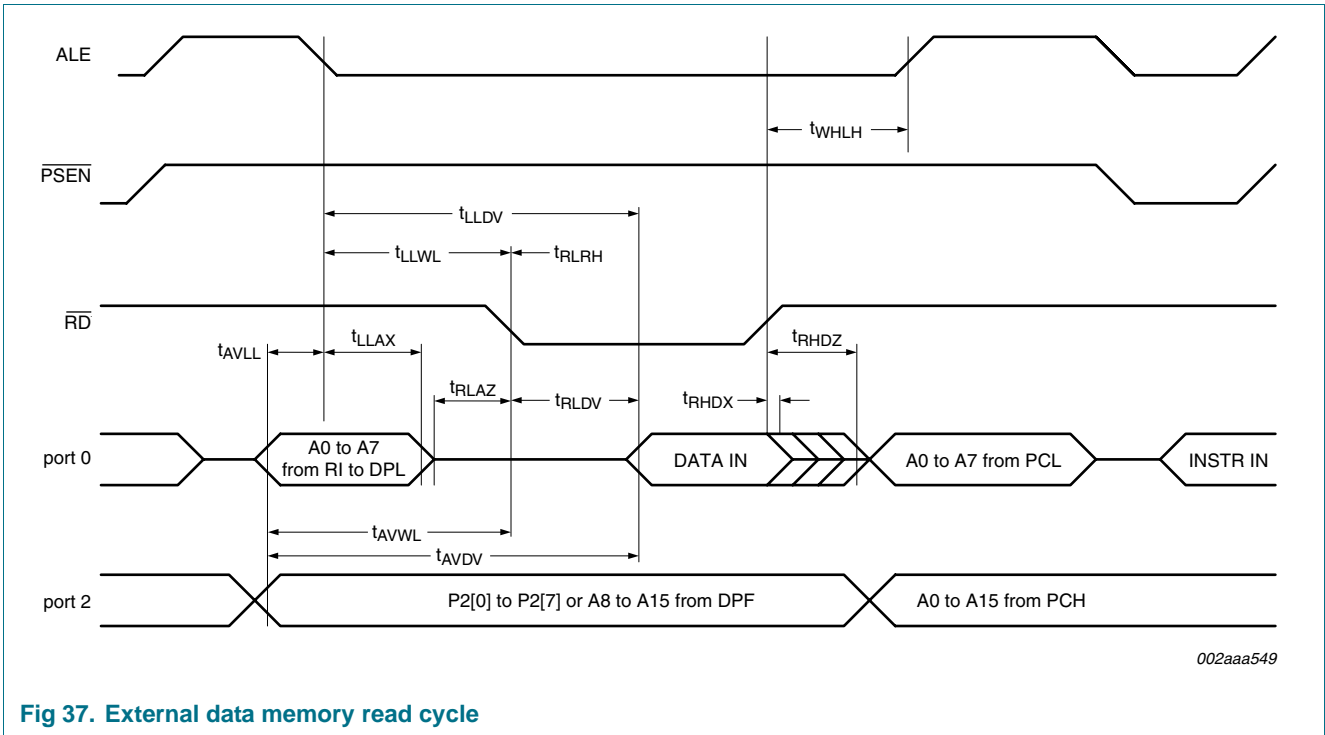 ALE
tWHLH
PSEN
tLLDV
tLLWL
tRLRH
RD
tAVLL
tLLAX
tRHDZ
tRLAZ
tRLDV
tRHDX
port 0
A0 to A7
from RI to DPL
DATA IN
A0 to A7 from PCL
INSTR IN
tAVWL
tAVDV
port 2
P2[0] to P2[7] or A8 to A15 from DPF
A0 to A15 from PCH
002aaa549
Fig 37. External data memory read cycle